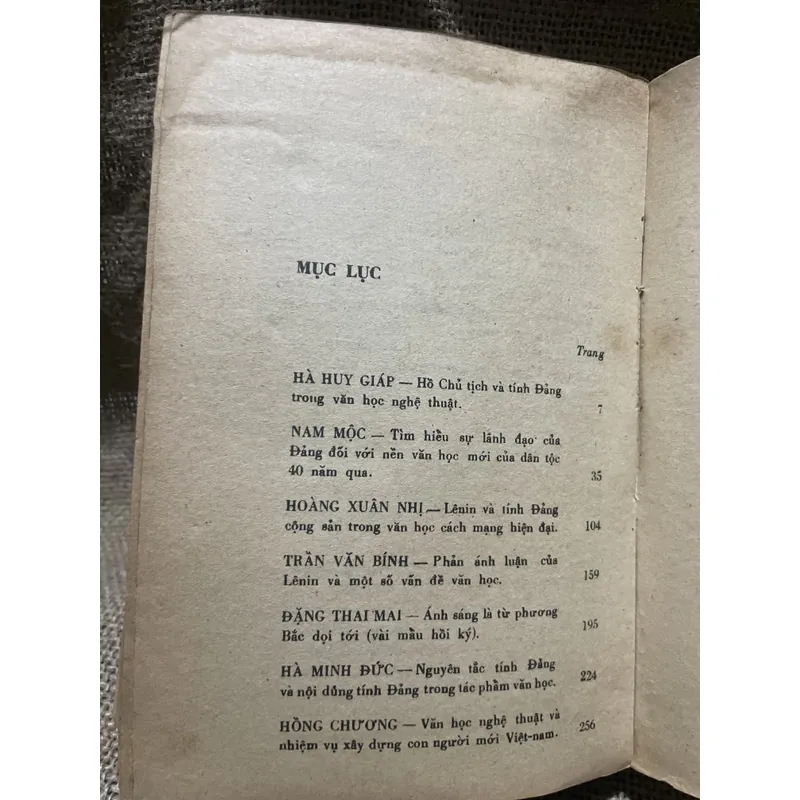 MỤC LỤC
Trang
HÀ HUY GIÁP — Hồ Chủ tịch và tính Đảng
trong văn học nghệ thuật. 7
NAM MỘC — Tìm hiểu sự lãnh đạo của
Đảng đối với nền văn học mới của dân tộc
40 năm qua. 35
HOÀNG XUÂN NHỊ — Lênin và tính Đảng
cộng sản trong văn học cách mạng hiện đại. 104
TRẦN VĂN BÍNH — Phản ánh luận của
Lênin và một số vấn đề văn học. 159
ĐẶNG THAI MAI — Ánh sáng là từ phương
Bắc dọi tới (vài mẩu hồi ký). 195
HÀ MINH ĐỨC — Nguyên tắc tính Đảng
và nội dung tính Đảng trong tác phẩm văn học. 224
HỒNG CHƯƠNG — Văn học nghệ thuật và
nhiệm vụ xây dựng con người mới Việt-nam. 256